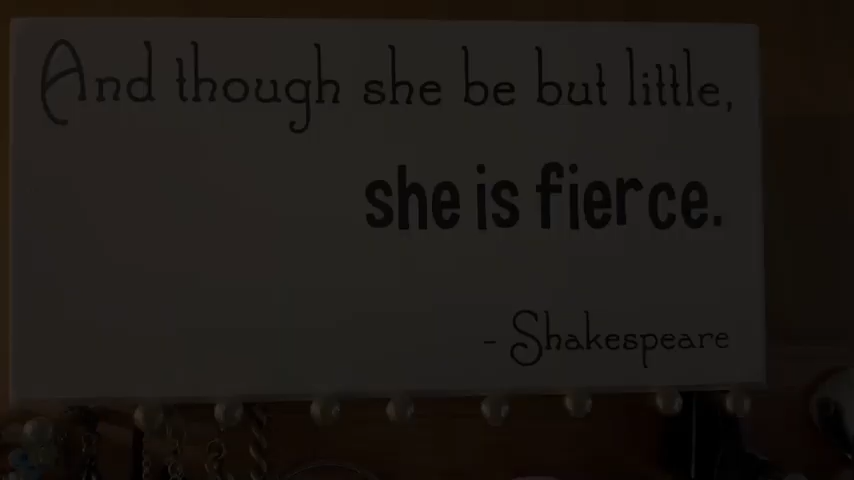 And though she be but little,
she is fierce.
- Shakespeare